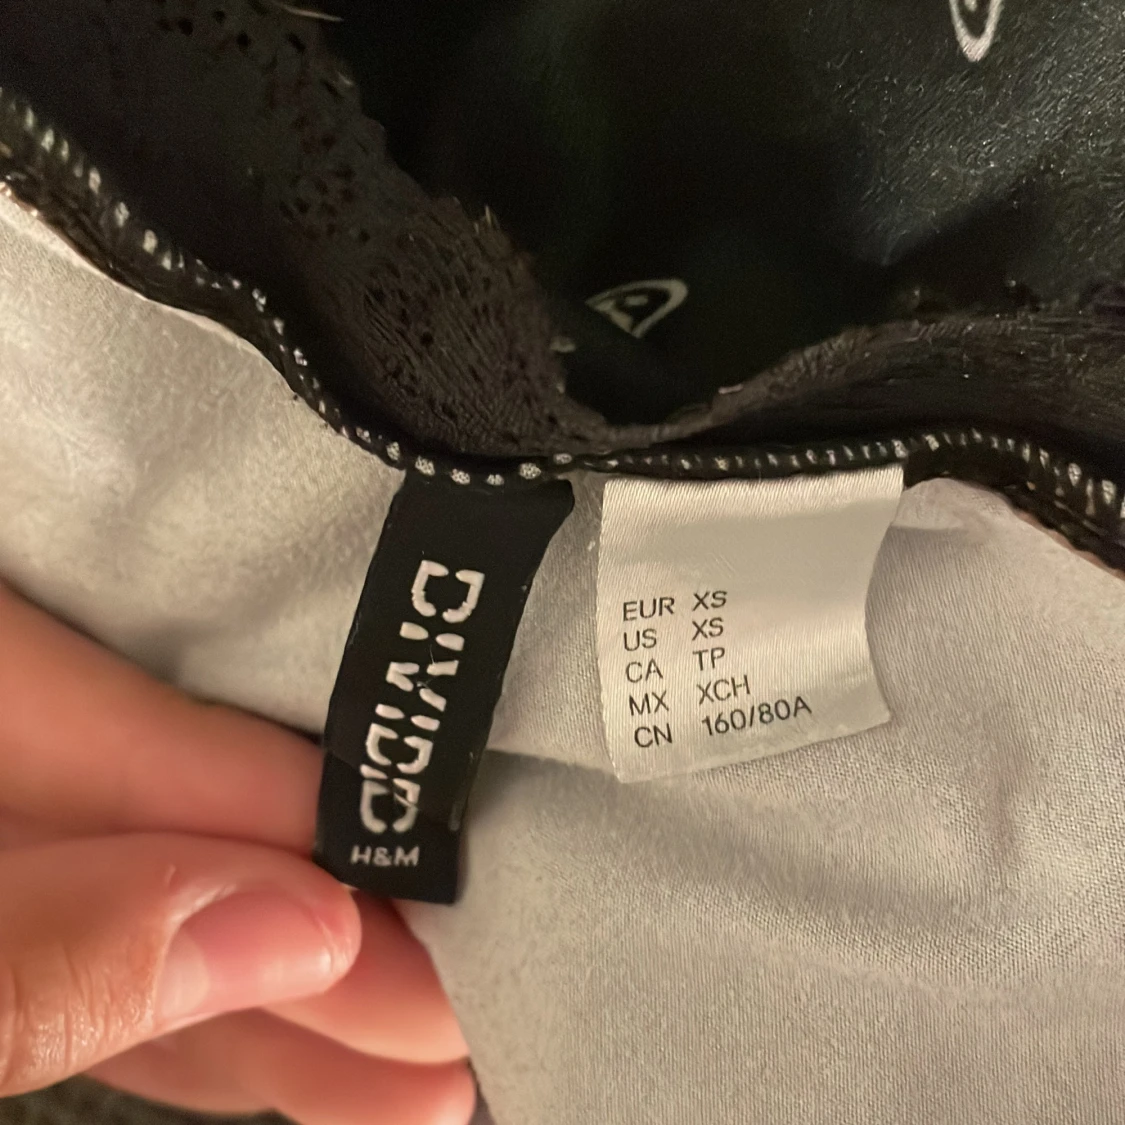 DIVIDED
H&M
EUR XS
US XS
CA TP
MX XCH
CN 160/80A